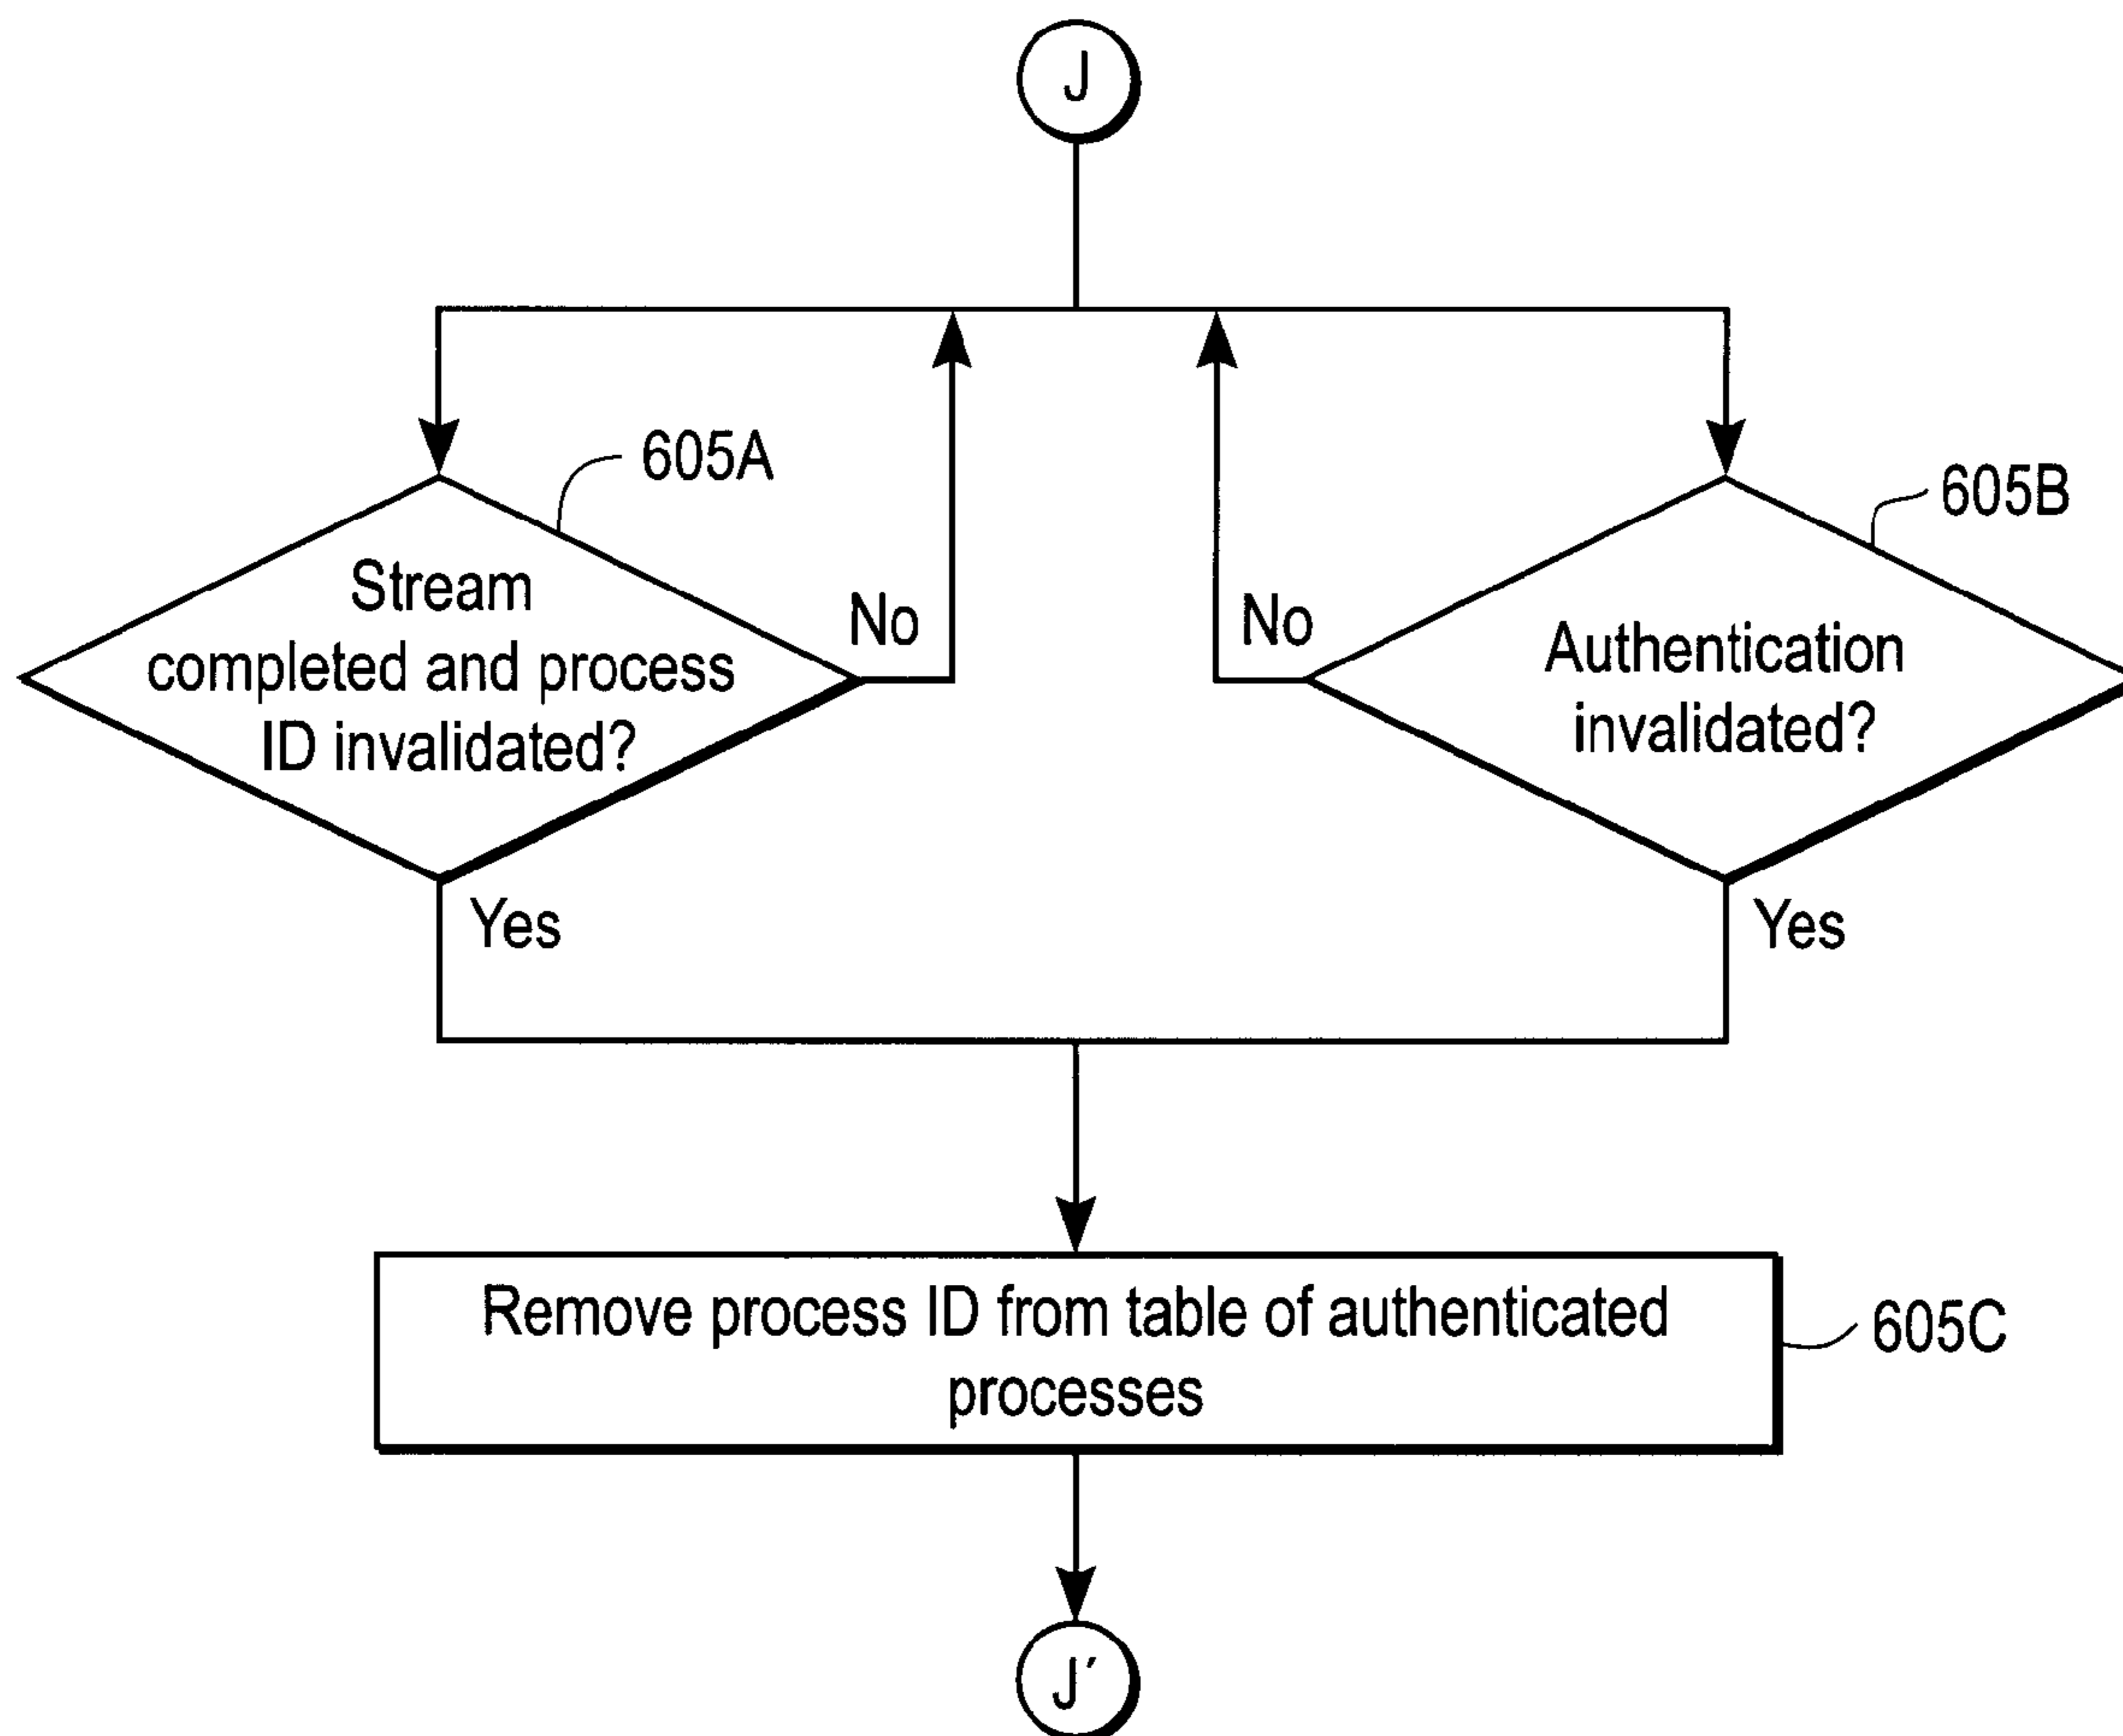 J
605A
605B
Stream
completed and process
ID invalidated?
No
No
Authentication
invalidated?
Yes
Yes
Remove process ID from table of authenticated
processes
605C
J′